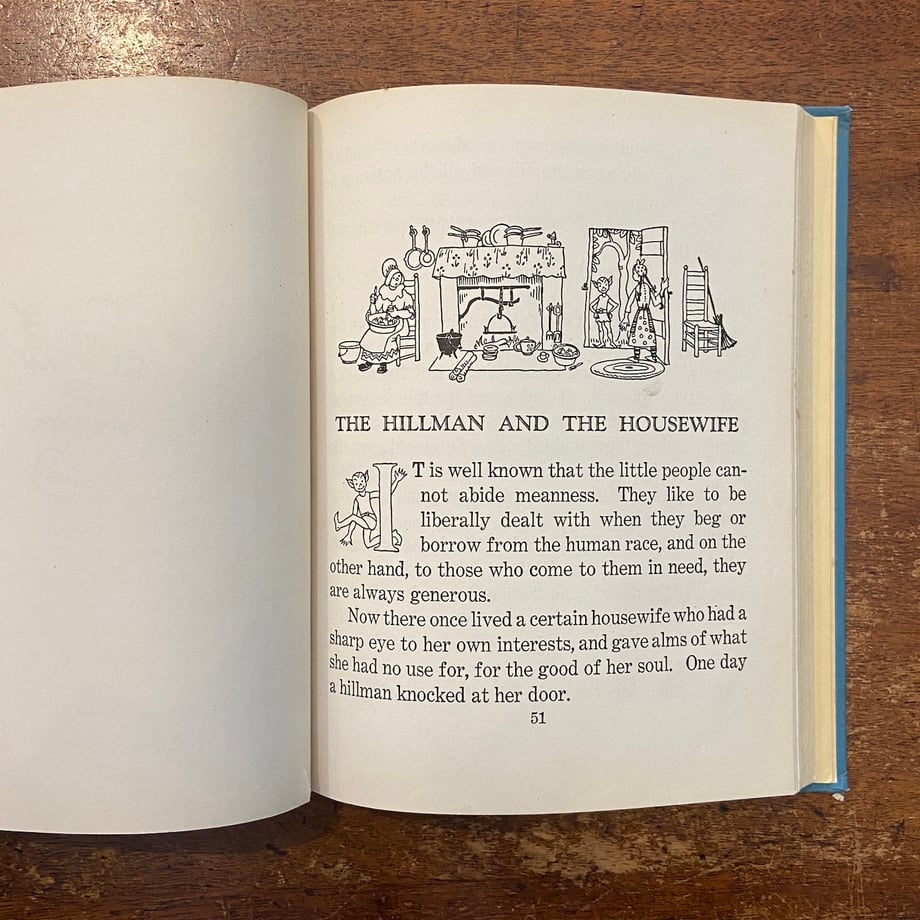 THE HILLMAN AND THE HOUSEWIFE
IT is well known that the little people can-
not abide meanness. They like to be
liberally dealt with when they beg or
borrow from the human race, and on the
other hand, to those who come to them in need, they
are always generous.
Now there once lived a certain housewife who had a
sharp eye to her own interests, and gave alms of what
she had no use for, for the good of her soul. One day
a hillman knocked at her door.
51